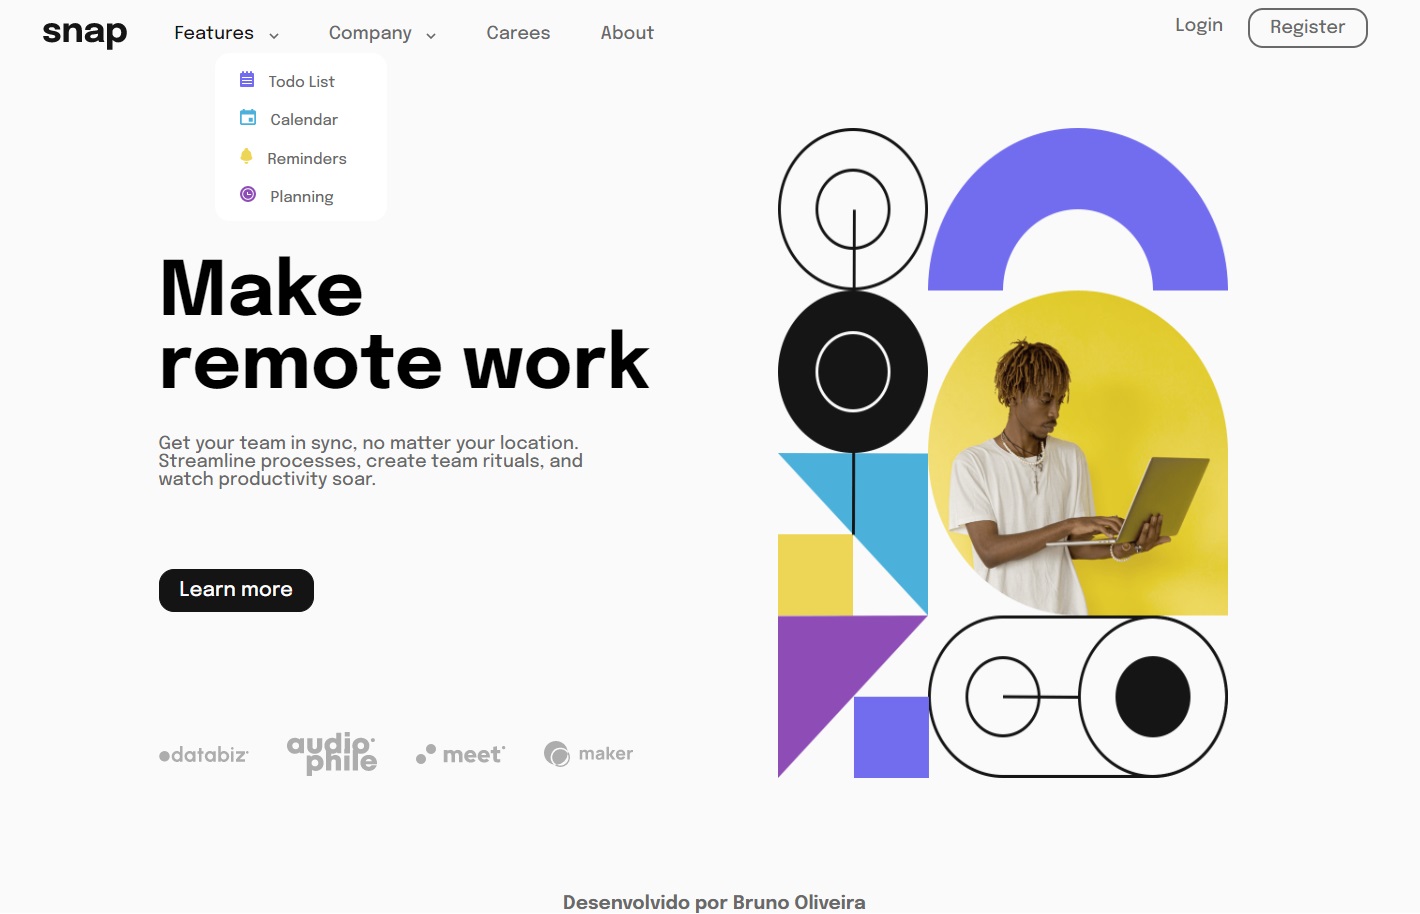 snap
Features
Company
Carees
About
Login
Register
Todo List
Calendar
Reminders
Planning
Make
remote work
Get your team in sync, no matter your location.
Streamline processes, create team rituals, and
watch productivity soar.
Learn more
databiz
audiophile
meet
maker
Desenvolvido por Bruno Oliveira